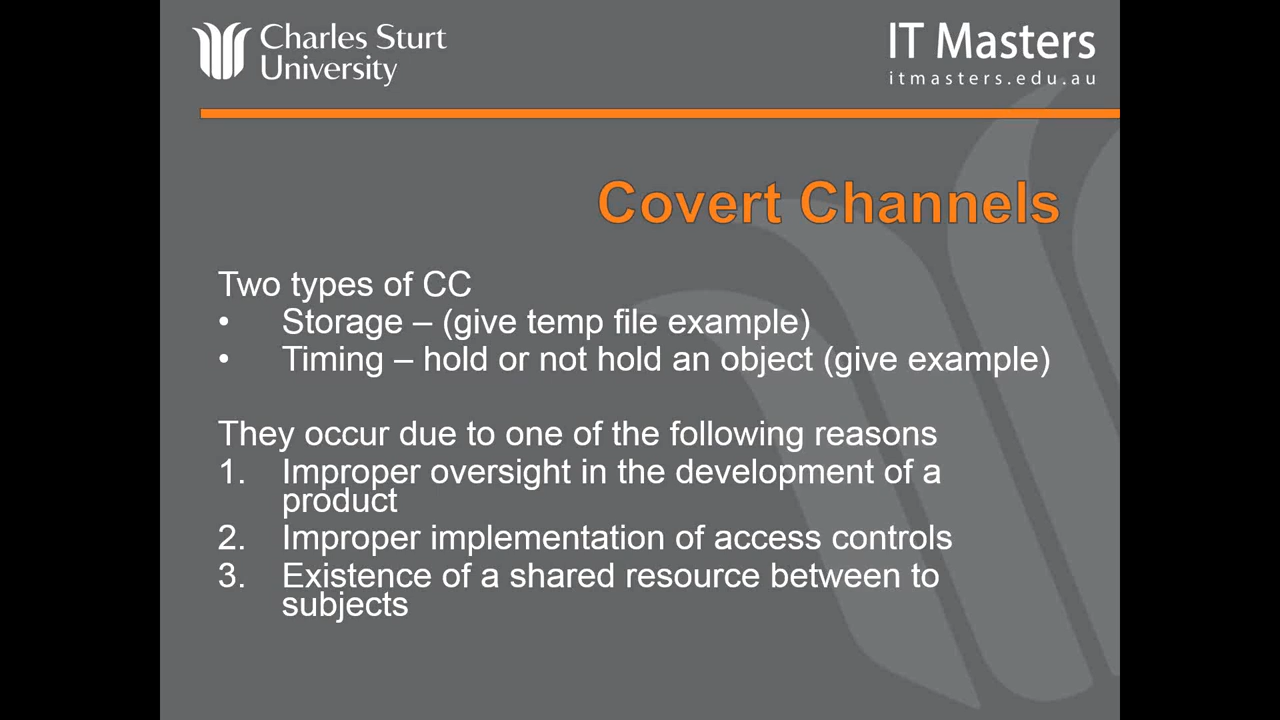 Charles Sturt
University
IT Masters
itmasters.edu.au
Covert Channels
Two types of CC
• Storage – (give temp file example)
• Timing – hold or not hold an object (give example)
They occur due to one of the following reasons
1. Improper oversight in the development of a
product
2. Improper implementation of access controls
3. Existence of a shared resource between to
subjects